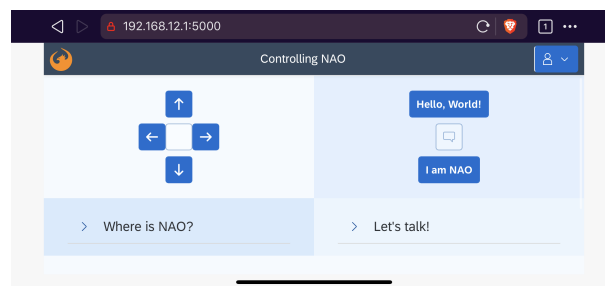 192.168.12.1:5000
1
Controlling NAO
Hello, World!
I am NAO
Where is NAO?
Let's talk!